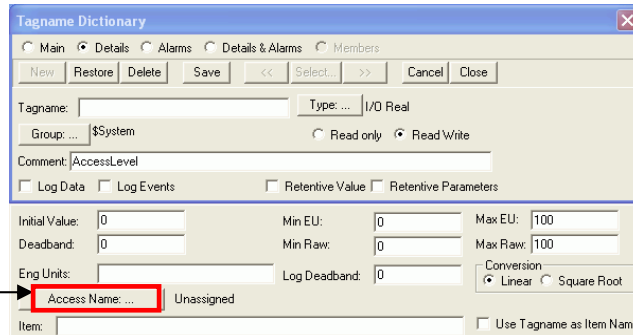 Tagname Dictionary
Main Details Alarms Details & Alarms Members
New Restore Delete Save << Select... >> Cancel Close
Tagname: Type: ... I/O Real
Group: ... $System Read only Read Write
Comment: AccessLevel
Log Data Log Events Retentive Value Retentive Parameters
Initial Value: 0 Min EU: 0 Max EU: 100
Deadband: 0 Min Raw: 0 Max Raw: 100
Eng Units: Log Deadband: 0 Conversion
Linear Square Root
Access Name: ... Unassigned
Item: Use Tagname as Item Nam